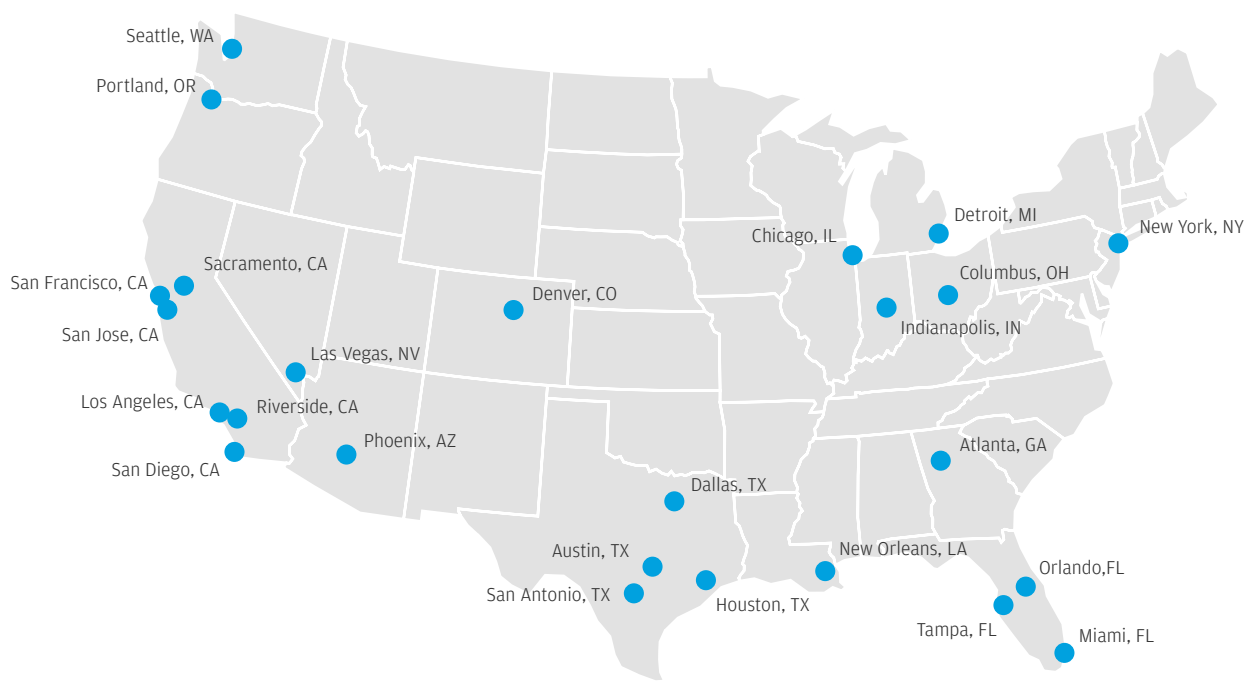 Seattle, WA
Portland, OR
Detroit, MI
New York, NY
Chicago, IL
Sacramento, CA
Columbus, OH
San Francisco, CA
Denver, CO
Indianapolis, IN
San Jose, CA
Las Vegas, NV
Los Angeles, CA
Riverside, CA
Phoenix, AZ
Atlanta, GA
San Diego, CA
Dallas, TX
Austin, TX
New Orleans, LA
Orlando,FL
San Antonio, TX
Houston, TX
Tampa, FL
Miami, FL